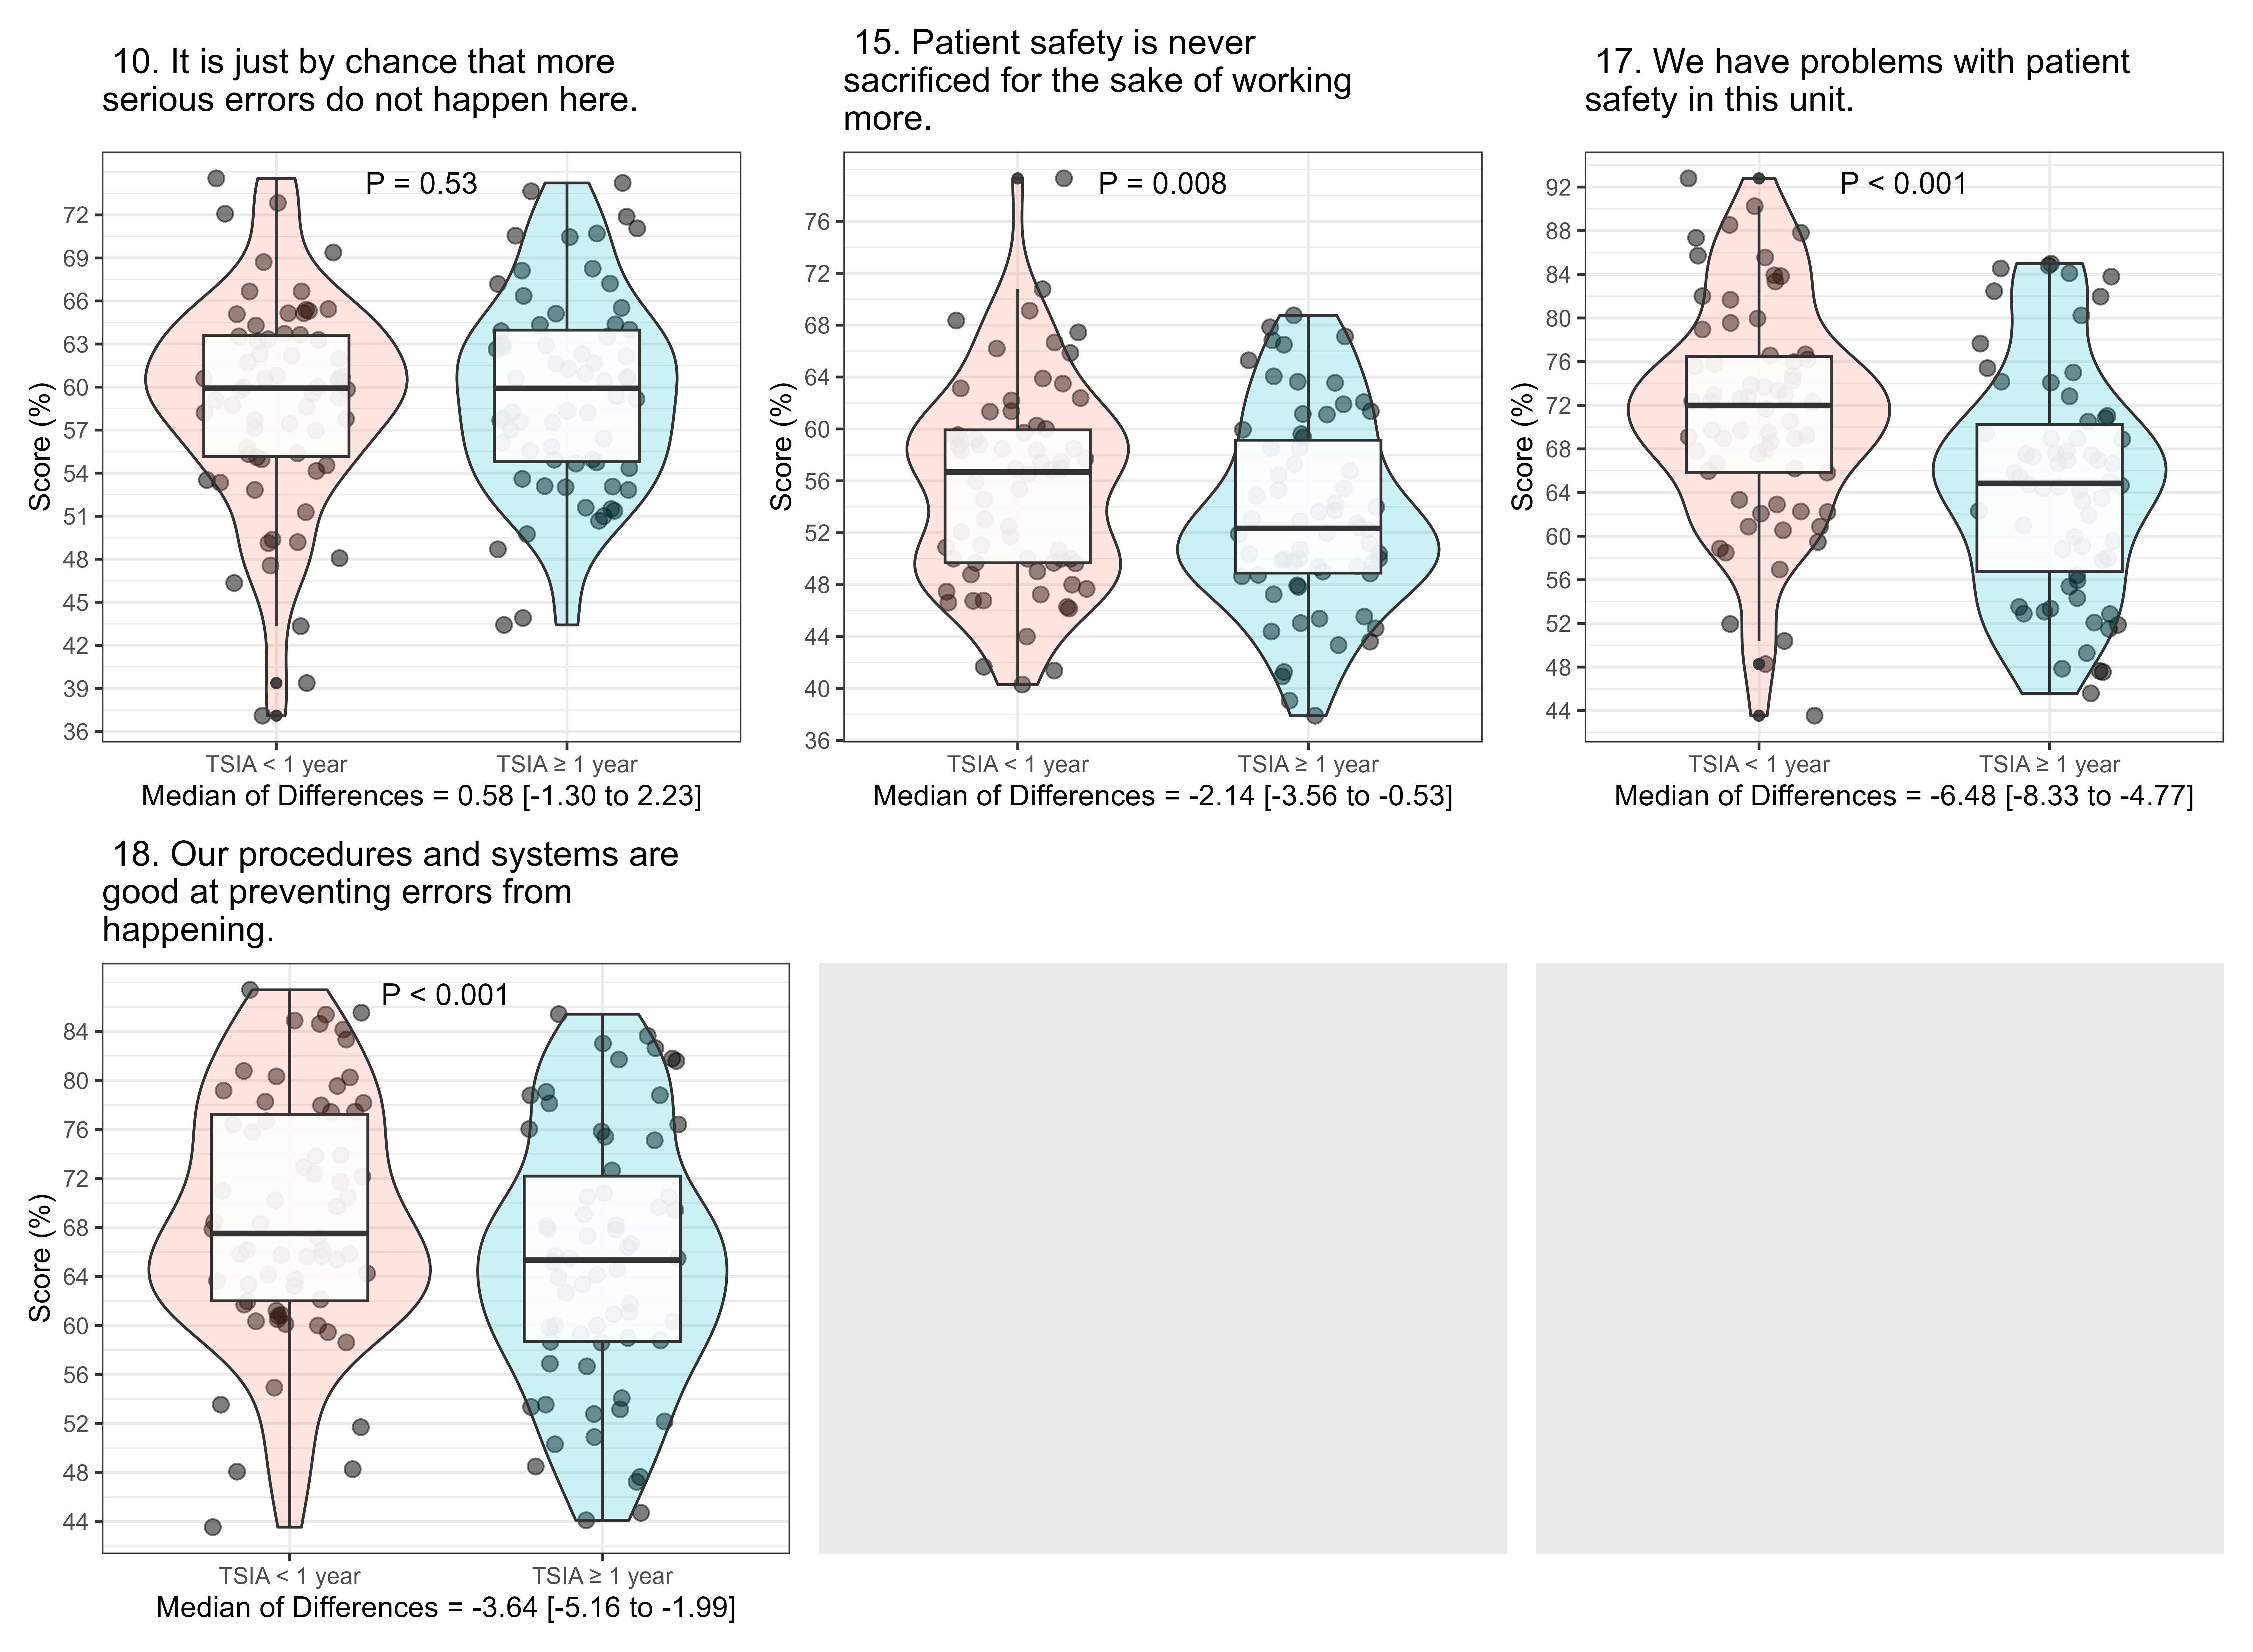 10. It is just by chance that more
serious errors do not happen here.
P = 0.53
Score (%)
72
69
66
63
60
57
54
51
48
45
42
39
36
TSIA < 1 year
TSIA ≥ 1 year
Median of Differences = 0.58 [-1.30 to 2.23]
15. Patient safety is never
sacrificed for the sake of working
more.
P = 0.008
Score (%)
76
72
68
64
60
56
52
48
44
40
36
TSIA < 1 year
TSIA ≥ 1 year
Median of Differences = -2.14 [-3.56 to -0.53]
17. We have problems with patient
safety in this unit.
P < 0.001
Score (%)
92
88
84
80
76
72
68
64
60
56
52
48
44
TSIA < 1 year
TSIA ≥ 1 year
Median of Differences = -6.48 [-8.33 to -4.77]
18. Our procedures and systems are
good at preventing errors from
happening.
P < 0.001
Score (%)
84
80
76
72
68
64
60
56
52
48
44
TSIA < 1 year
TSIA ≥ 1 year
Median of Differences = -3.64 [-5.16 to -1.99]